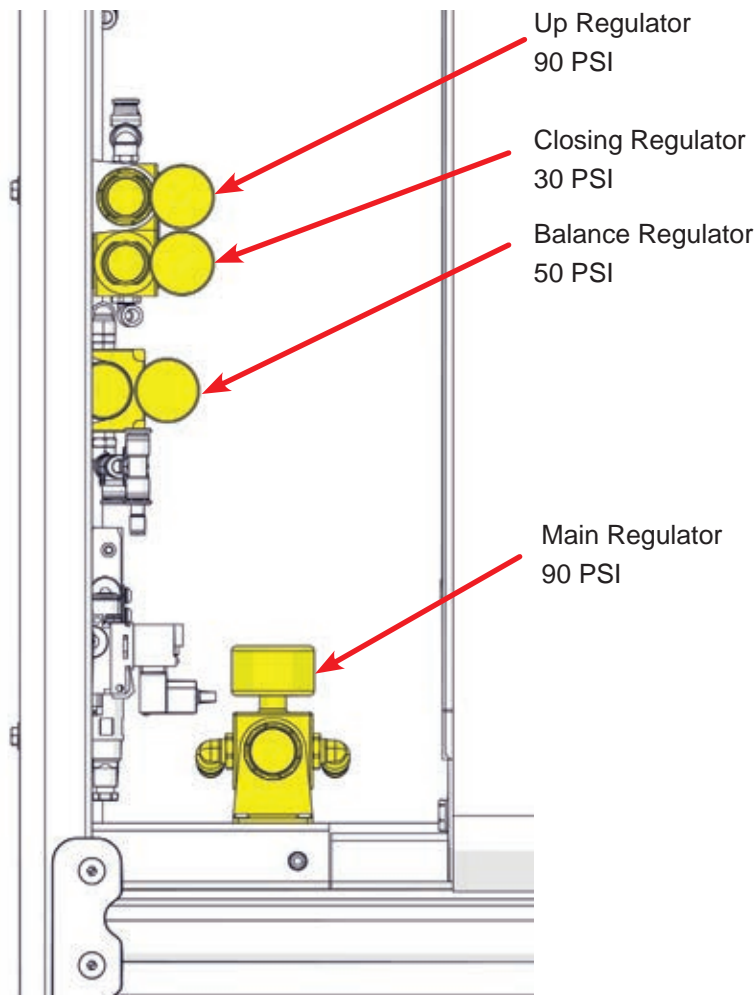 Up Regulator
90 PSI
Closing Regulator
30 PSI
Balance Regulator
50 PSI
Main Regulator
90 PSI